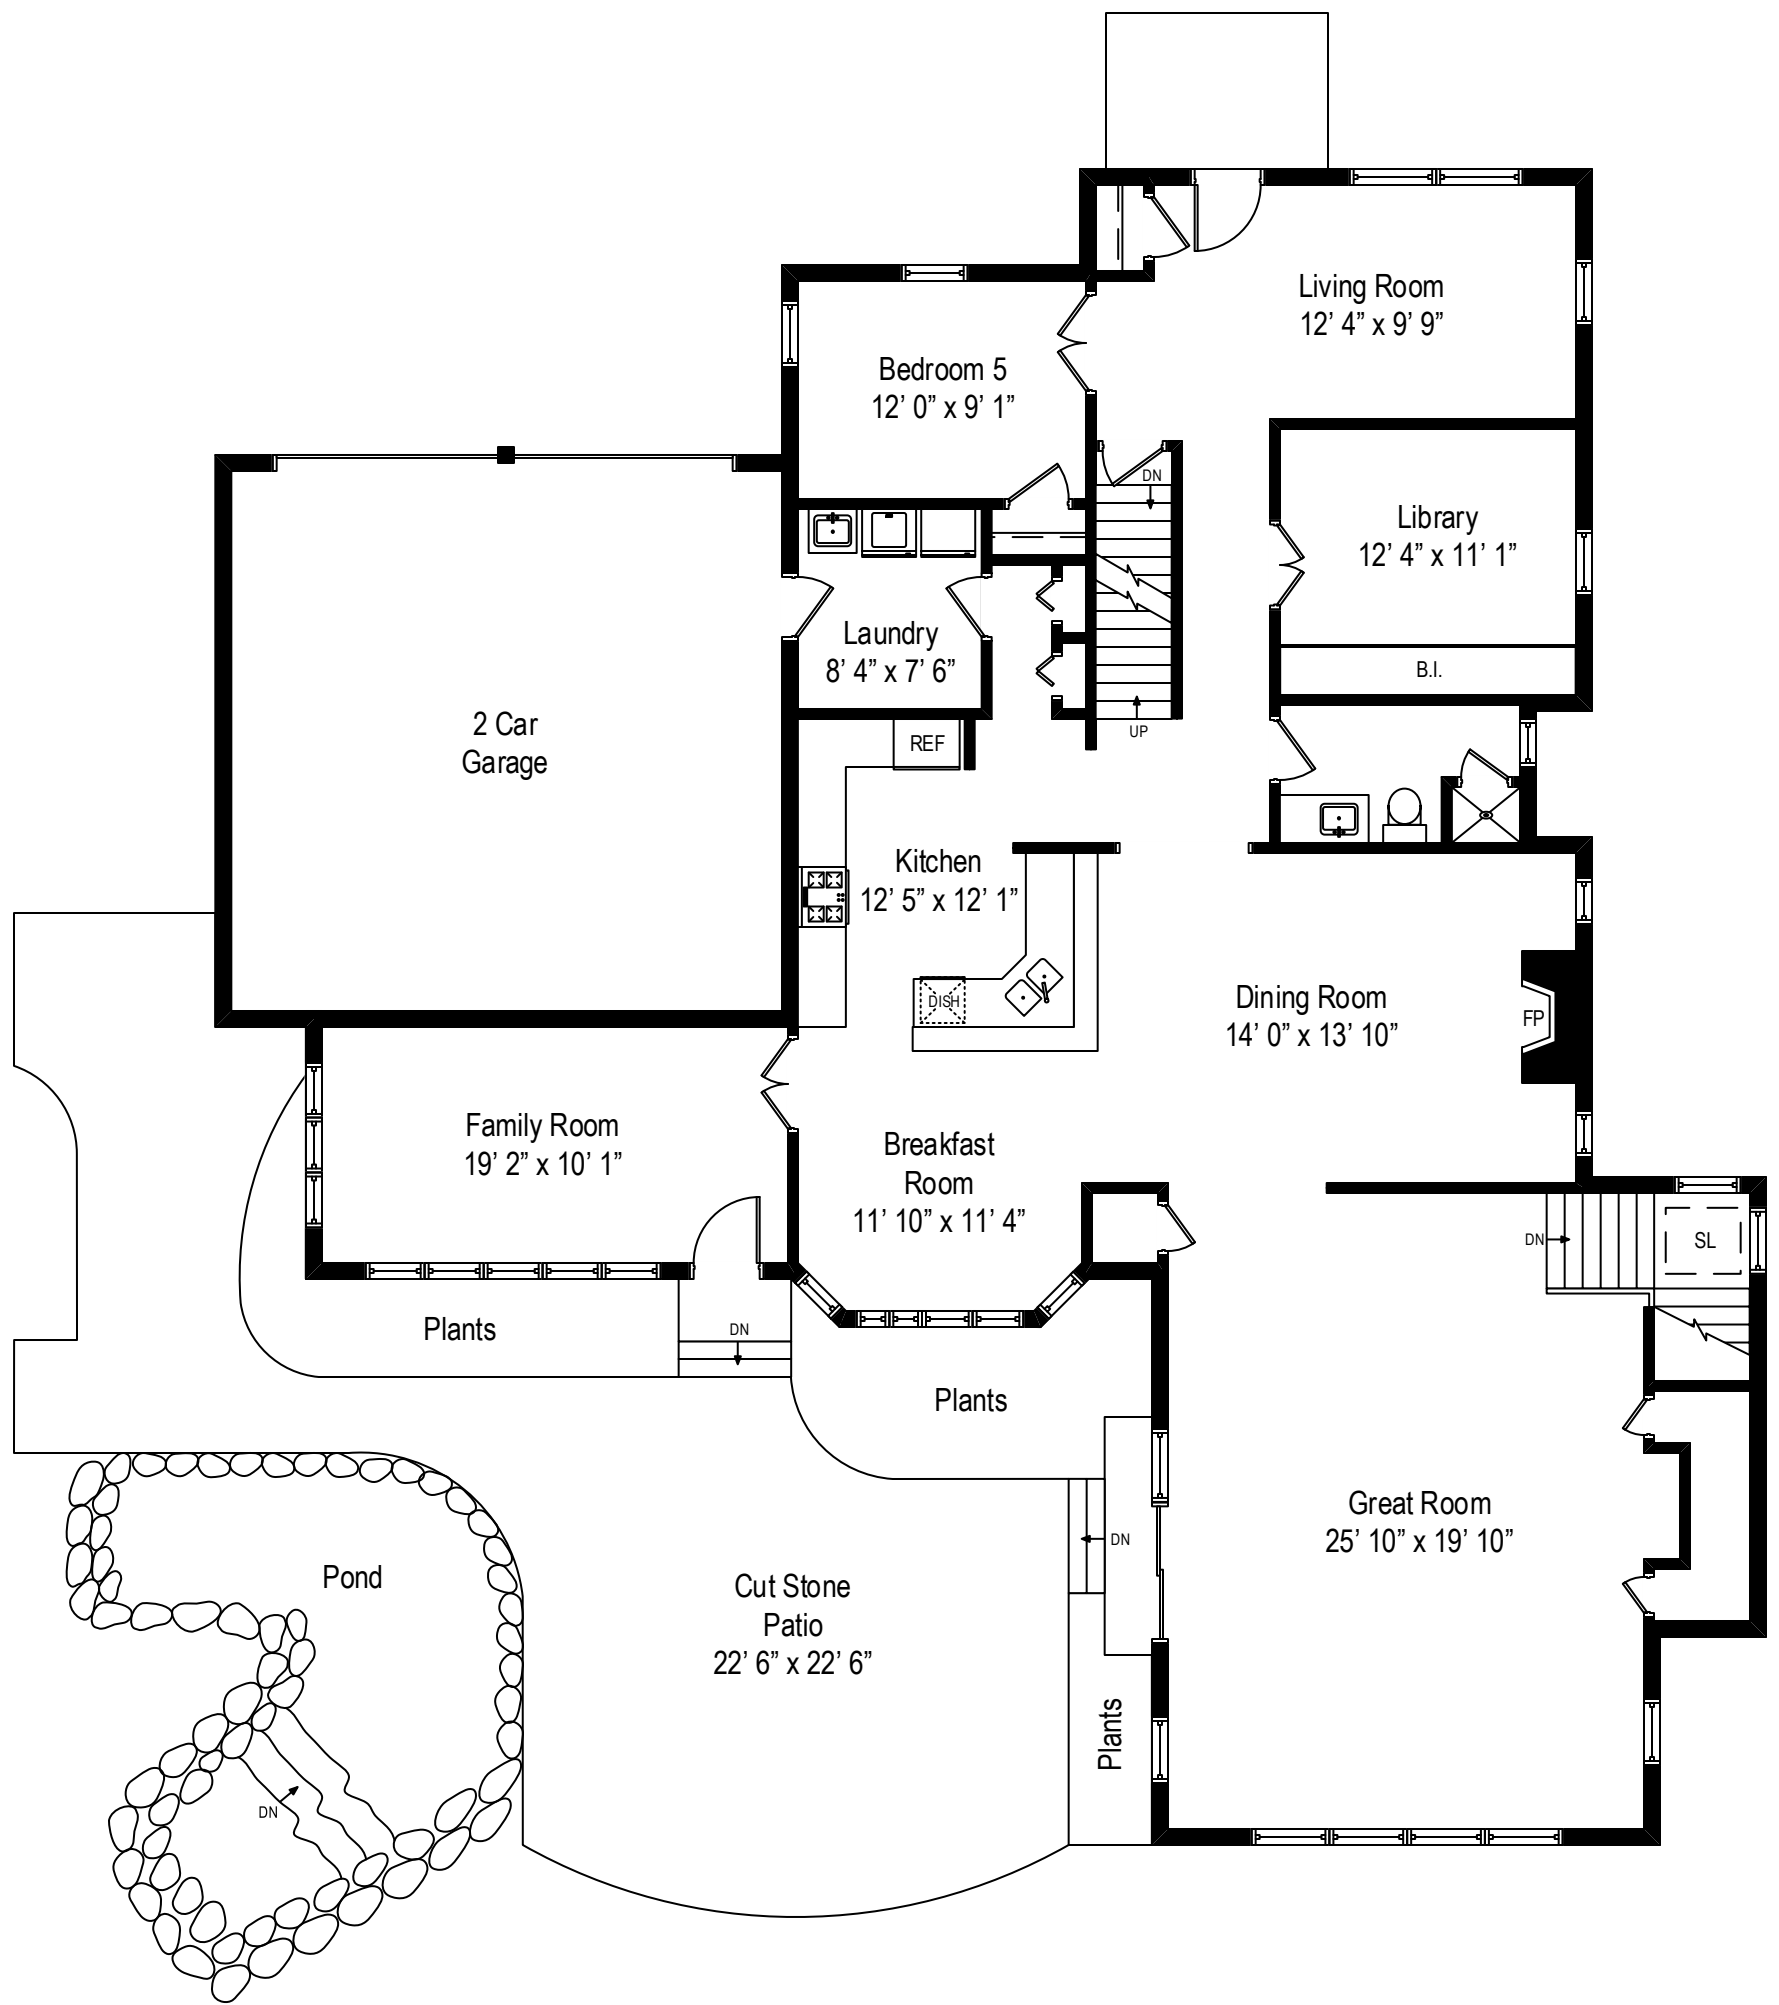 Living Room
12’ 4” x 9’ 9”
Bedroom 5
12’ 0” x 9’ 1”
DN
Library
12’ 4” x 11’ 1”
Laundry
8’ 4” x 7’ 6”
B.I.
2 Car
Garage
UP
REF
Kitchen
12’ 5” x 12’ 1”
DISH
Dining Room
14’ 0” x 13’ 10”
FP
Family Room
19’ 2” x 10’ 1”
Breakfast
Room
11’ 10” x 11’ 4”
DN
SL
Plants
DN
Plants
Great Room
25’ 10” x 19’ 10”
DN
Pond
Cut Stone
Patio
22’ 6” x 22’ 6”
Plants
DN